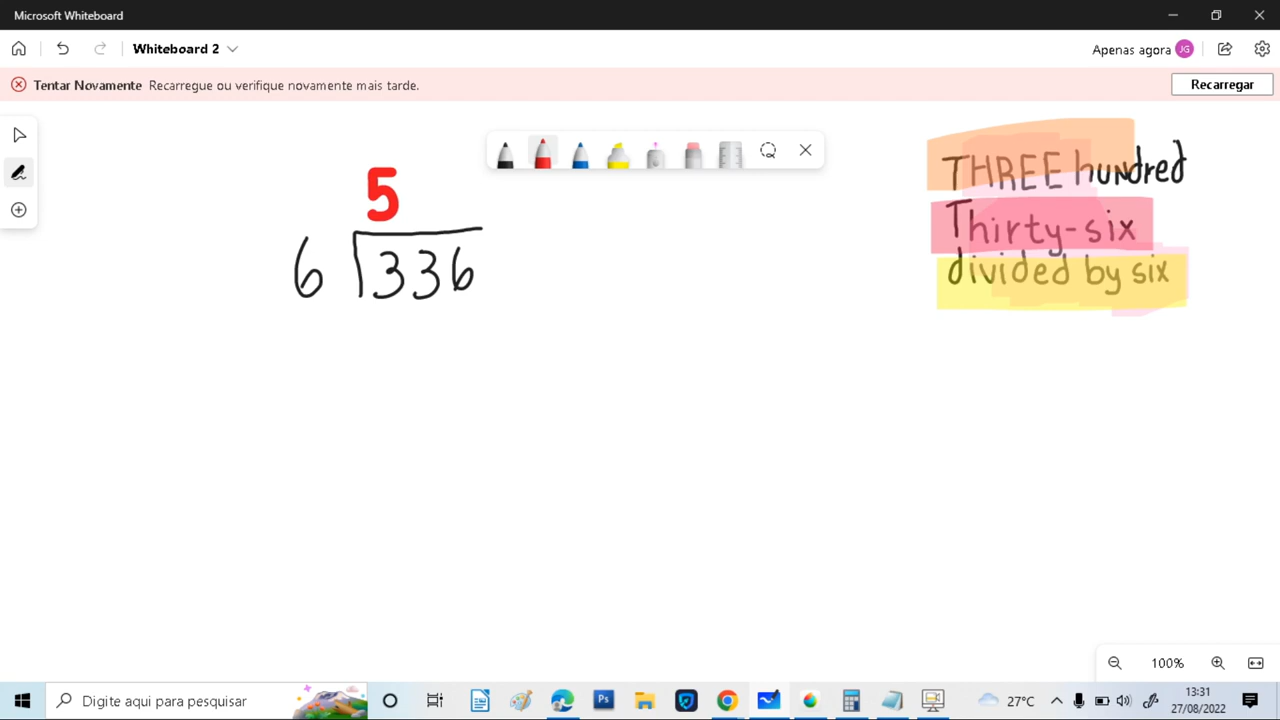 Microsoft Whiteboard
Whiteboard 2
Apenas agora JG
Tentar Novamente Recarregue ou verifique novamente mais tarde.
Recarregar
5
6 336
THREE hundred
Thirty-six
divided by six
100%
Digite aqui para pesquisar
Ps
27°C
13:31
27/08/2022